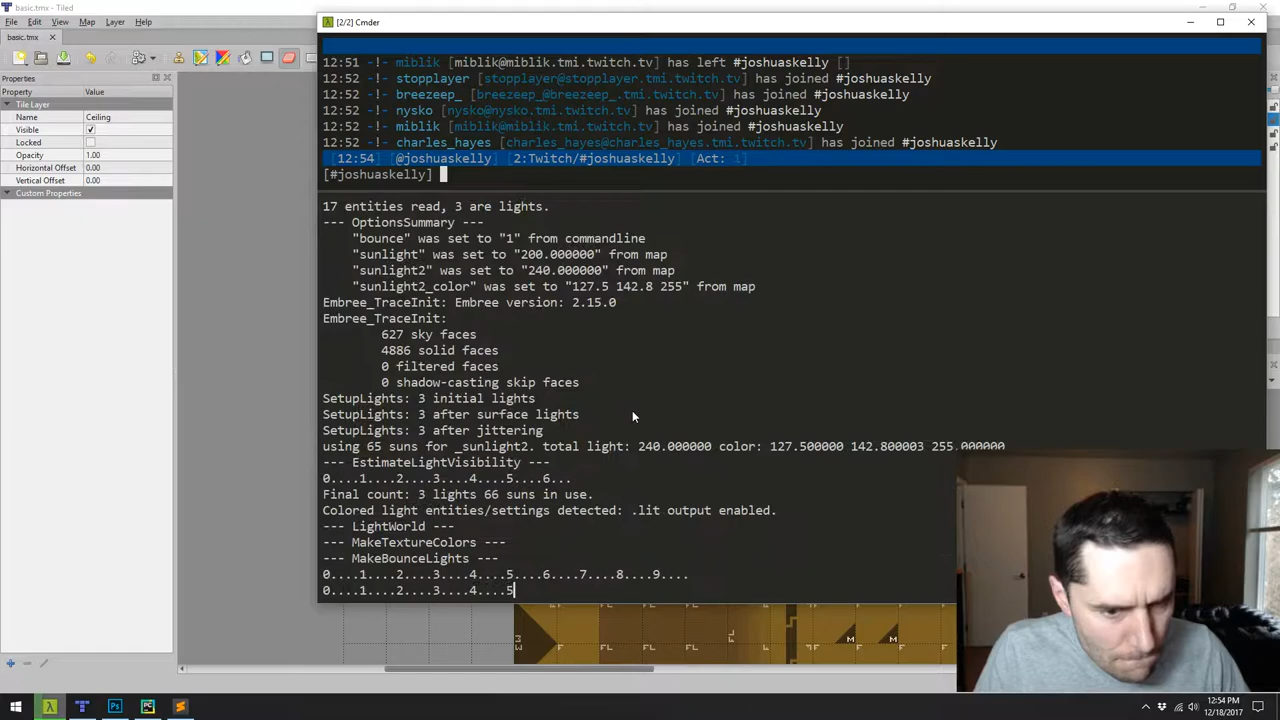 basic.tmx - Tiled
File Edit View Map Layer Help
basic.tmx
Properties
Property Value
Tile Layer
Name Ceiling
Visible
Locked
Opacity 1.00
Horizontal Offset 0.00
Vertical Offset 0.00
Custom Properties
[2/2] Cmder
12:51 -!- miblik [miblik@miblik.tmi.twitch.tv] has left #joshuaskelly []
12:52 -!- stopplayer [stopplayer@stopplayer.tmi.twitch.tv] has joined #joshuaskelly
12:52 -!- breezeep_ [breezeep_@breezeep_.tmi.twitch.tv] has joined #joshuaskelly
12:52 -!- nysko [nysko@nysko.tmi.twitch.tv] has joined #joshuaskelly
12:52 -!- miblik [miblik@miblik.tmi.twitch.tv] has joined #joshuaskelly
12:52 -!- charles_hayes [charles_hayes@charles_hayes.tmi.twitch.tv] has joined #joshuaskelly
[12:54] [@joshuaskelly] [2:Twitch/#joshuaskelly] [Act: 1]
[#joshuaskelly]
17 entities read, 3 are lights.
--- OptionsSummary ---
"bounce" was set to "1" from commandline
"sunlight" was set to "200.000000" from map
"sunlight2" was set to "240.000000" from map
"sunlight2_color" was set to "127.5 142.8 255" from map
Embree_TraceInit: Embree version: 2.15.0
Embree_TraceInit:
627 sky faces
4886 solid faces
0 filtered faces
0 shadow-casting skip faces
SetupLights: 3 initial lights
SetupLights: 3 after surface lights
SetupLights: 3 after jittering
using 65 suns for _sunlight2. total light: 240.000000 color: 127.500000 142.800003 255.000000
--- EstimateLightVisibility ---
0....1....2....3....4....5....6...
Final count: 3 lights 66 suns in use.
Colored light entities/settings detected: .lit output enabled.
--- LightWorld ---
--- MakeTextureColors ---
--- MakeBounceLights ---
0....1....2....3....4....5....6....7....8....9....
0....1....2....3....4....5
FL
M M
F FL FL FL F F F F
12:54 PM
12/18/2017